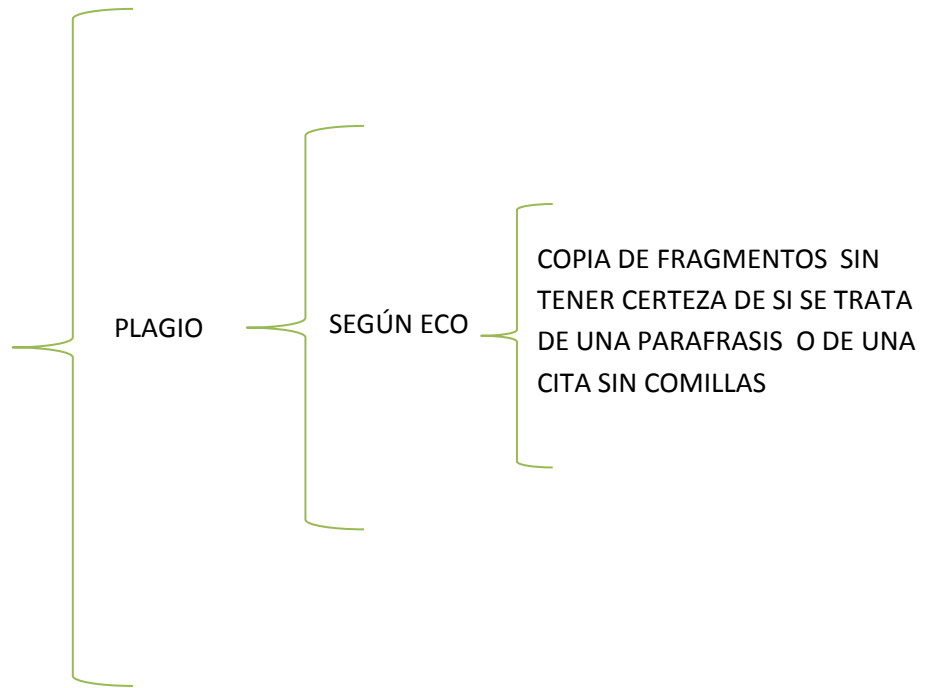 PLAGIO
SEGÚN ECO
COPIA DE FRAGMENTOS SIN
TENER CERTEZA DE SI SE TRATA
DE UNA PARAFRASIS O DE UNA
CITA SIN COMILLAS